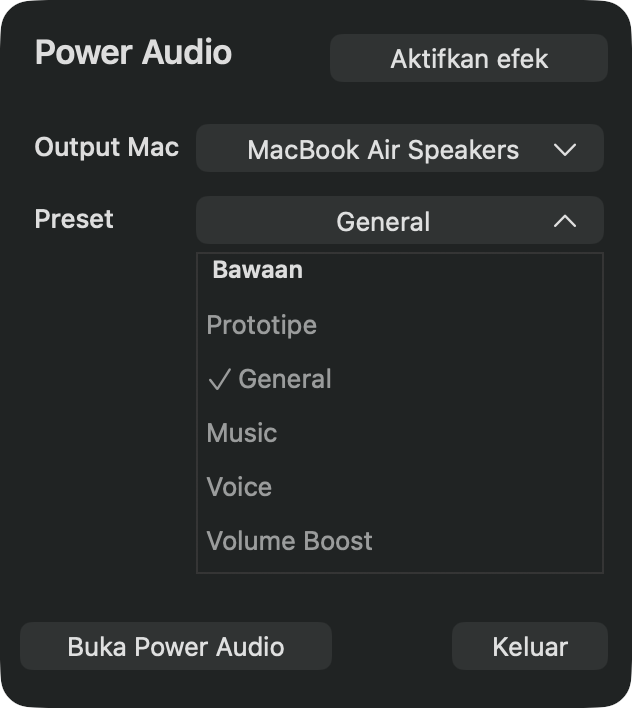 Power Audio
Aktifkan efek
Output Mac
MacBook Air Speakers
Preset
General
Bawaan
Prototipe
✓ General
Music
Voice
Volume Boost
Buka Power Audio
Keluar